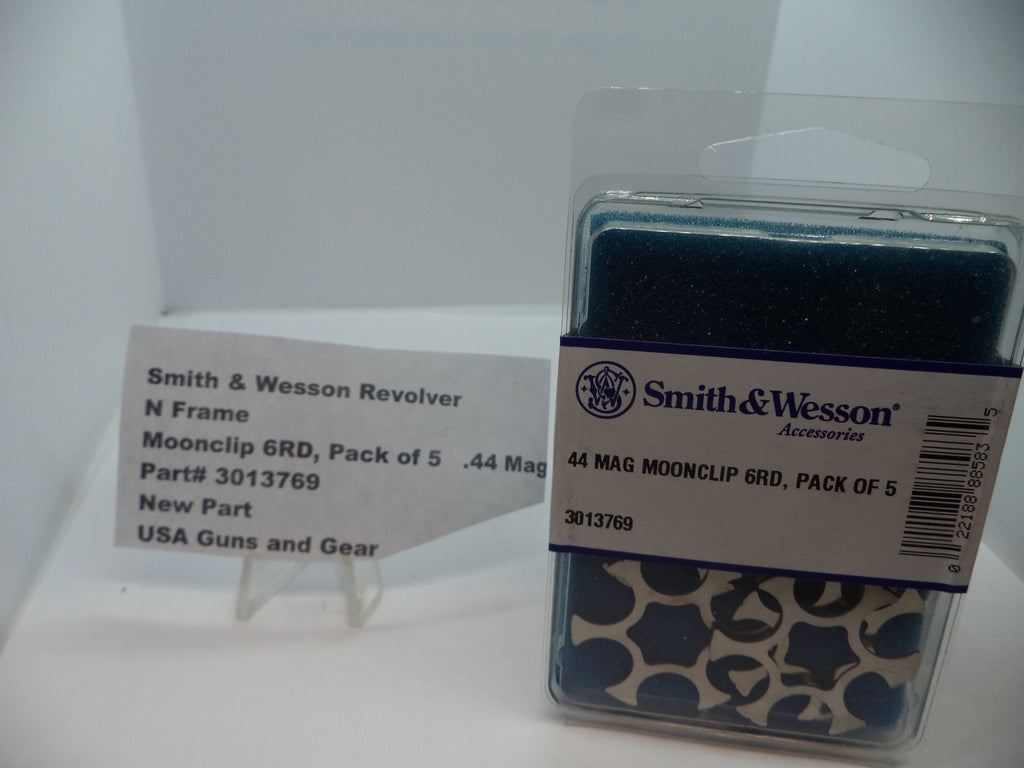 Smith & Wesson Revolver
N Frame
Moonclip 6RD, Pack of 5 .44 Mag
Part# 3013769
New Part
USA Guns and Gear
Smith & Wesson®
Accessories
44 MAG MOONCLIP 6RD, PACK OF 5
3013769
0 22188 88583 5